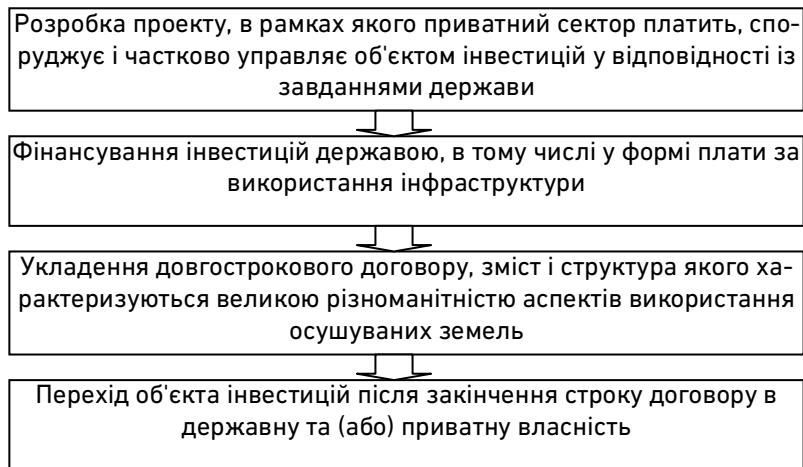 Розробка проекту, в рамках якого приватний сектор платить, спо-
руджує і частково управляє об'єктом інвестицій у відповідності із
завданнями держави
Фінансування інвестицій державою, в тому числі у формі плати за
використання інфраструктури
Укладення довгострокового договору, зміст і структура якого ха-
рактеризуються великою різноманітністю аспектів використання
осушуваних земель
Перехід об'єкта інвестицій після закінчення строку договору в
державну та (або) приватну власність